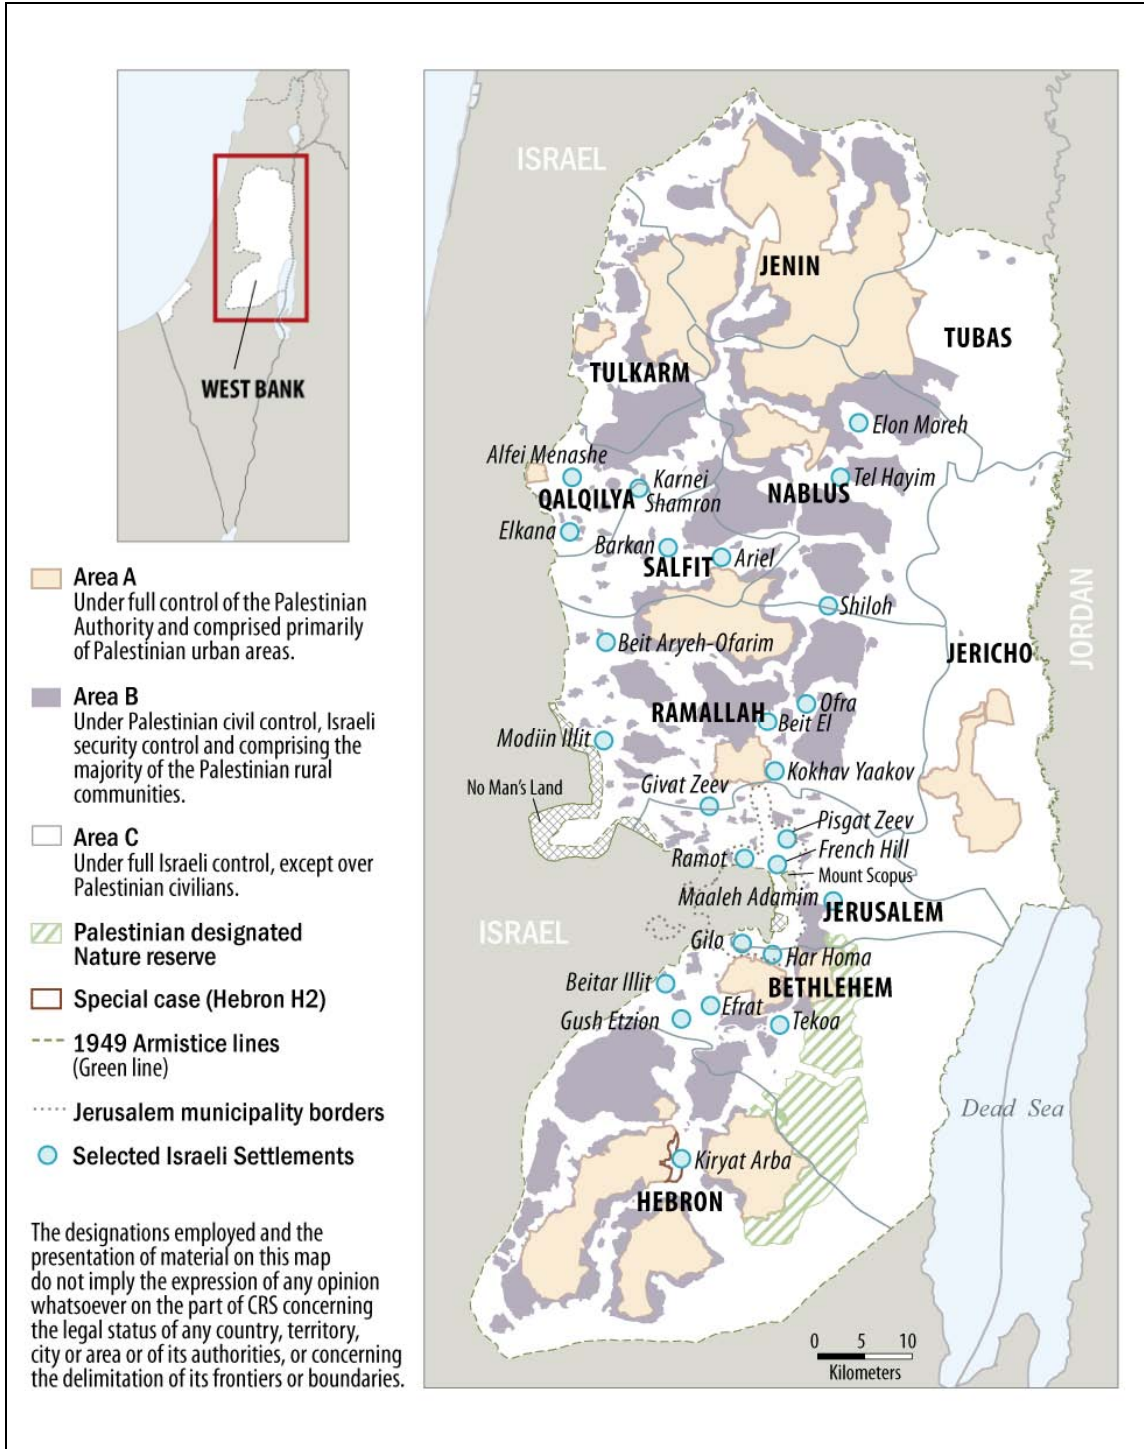 WEST BANK
Area A
Under full control of the Palestinian
Authority and comprised primarily
of Palestinian urban areas.
Area B
Under Palestinian civil control, Israeli
security control and comprising the
majority of the Palestinian rural
communities.
Area C
Under full Israeli control, except over
Palestinian civilians.
Palestinian designated
Nature reserve
Special case (Hebron H2)
1949 Armistice lines
(Green line)
Jerusalem municipality borders
Selected Israeli Settlements
The designations employed and the
presentation of material on this map
do not imply the expression of any opinion
whatsoever on the part of CRS concerning
the legal status of any country, territory,
city or area or of its authorities, or concerning
the delimitation of its frontiers or boundaries.
ISRAEL
JENIN
TUBAS
TULKARM
Elon Moreh
Alfei Menashe
Karnei
Shamron
Tel Hayim
NABLUS
QALQILYA
Elkana
Barkan
Ariel
SALFIT
Shiloh
JORDAN
Beit Aryeh-Ofarim
JERICHO
Ofra
RAMALLAH
Beit El
Modiin Illit
Kokhav Yaakov
No Man's Land
Givat Zeev
Pisgat Zeev
Ramot
French Hill
Mount Scopus
Maaleh Adamim
JERUSALEM
ISRAEL
Gilo
Har Homa
Beitar Illit
BETHLEHEM
Efrat
Gush Etzion
Tekoa
Dead Sea
Kiryat Arba
HEBRON
0 5 10
Kilometers